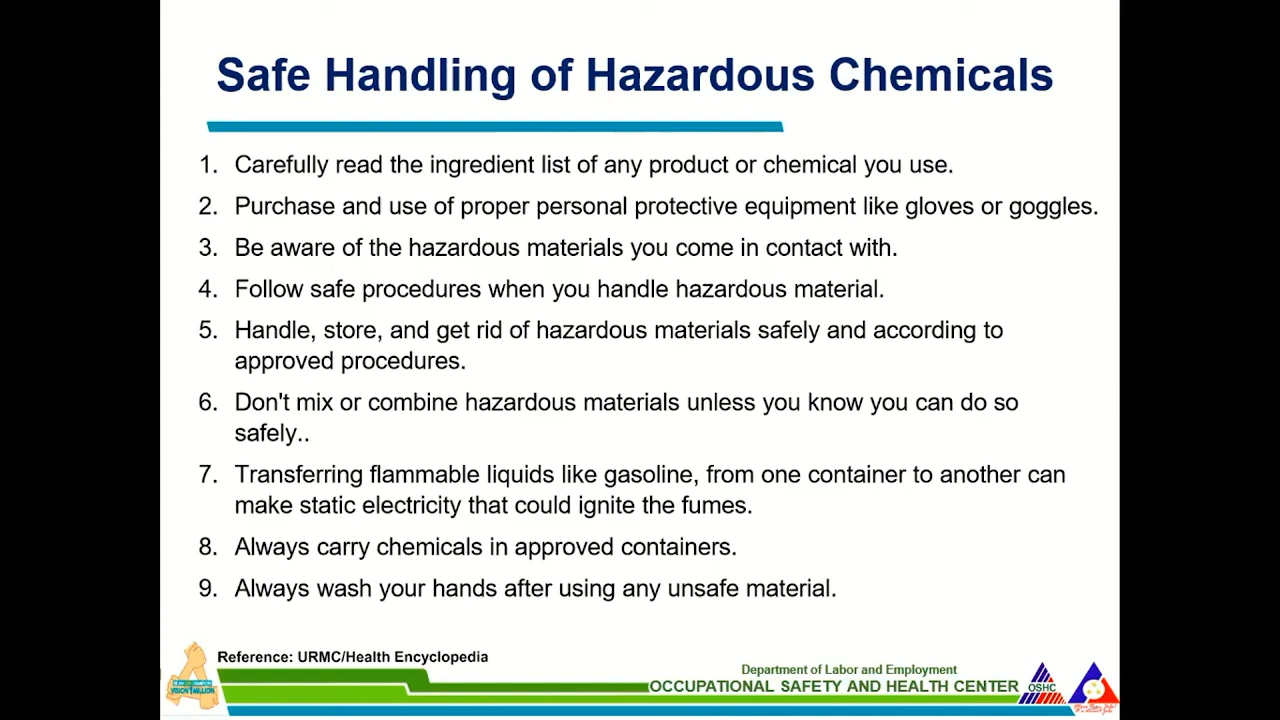 Safe Handling of Hazardous Chemicals
1. Carefully read the ingredient list of any product or chemical you use.
2. Purchase and use of proper personal protective equipment like gloves or goggles.
3. Be aware of the hazardous materials you come in contact with.
4. Follow safe procedures when you handle hazardous material.
5. Handle, store, and get rid of hazardous materials safely and according to
approved procedures.
6. Don't mix or combine hazardous materials unless you know you can do so
safely..
7. Transferring flammable liquids like gasoline, from one container to another can
make static electricity that could ignite the fumes.
8. Always carry chemicals in approved containers.
9. Always wash your hands after using any unsafe material.
Reference: URMC/Health Encyclopedia
VISION 1 MILLION
Department of Labor and Employment
OCCUPATIONAL SAFETY AND HEALTH CENTER
OSHC